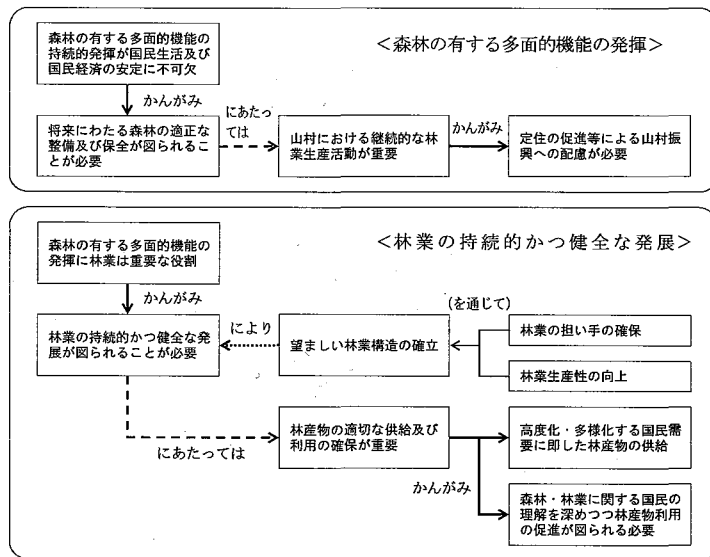 ＜森林の有する多面的機能の発揮＞
森林の有する多面的機能の
持続的発揮が国民生活及び
国民経済の安定に不可欠
かんがみ
将来にわたる森林の適正な
整備及び保全が図られるこ
とが必要
にあたっ
ては
山村における継続的な林
業生産活動が重要
かんがみ
定住の促進等による山村振
興への配慮が必要
＜林業の持続的かつ健全な発展＞
森林の有する多面的機能の
発揮に林業は重要な役割
かんがみ
林業の持続的かつ健全な発
展が図られることが必要
により
望ましい林業構造の確立
(を通じて)
林業の担い手の確保
林業生産性の向上
にあたっては
林産物の適切な供給及び
利用の確保が重要
かんがみ
高度化・多様化する国民需
要に即した林産物の供給
森林・林業に関する国民の
理解を深めつつ林産物利用
の促進が図られる必要